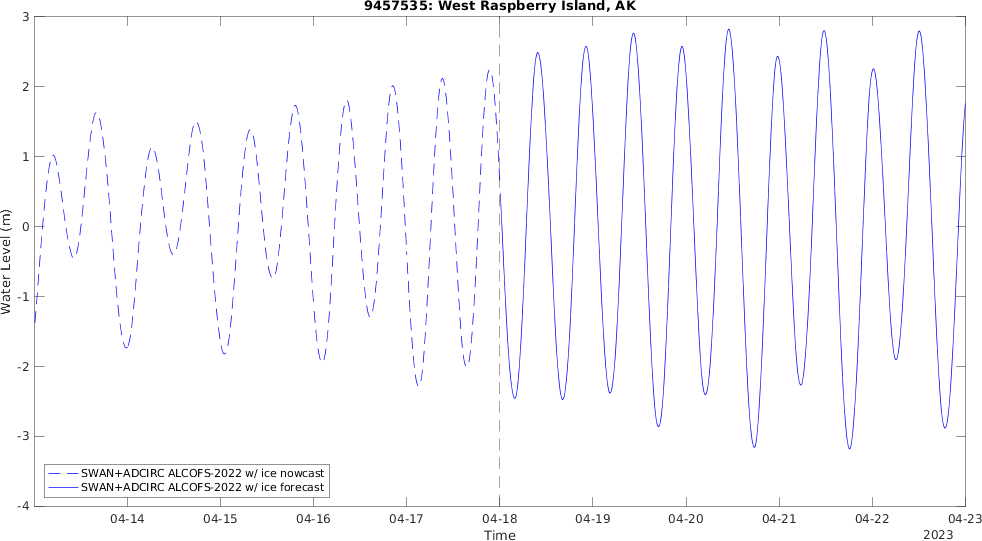 9457535: West Raspberry Island, AK
3
2
1
0
-1
-2
-3
-4
Water Level (m)
SWAN+ADCIRC ALCOFS-2022 w/ ice nowcast
SWAN+ADCIRC ALCOFS-2022 w/ ice forecast
04-14 04-15 04-16 04-17 04-18 04-19 04-20 04-21 04-22 04-23
Time
2023